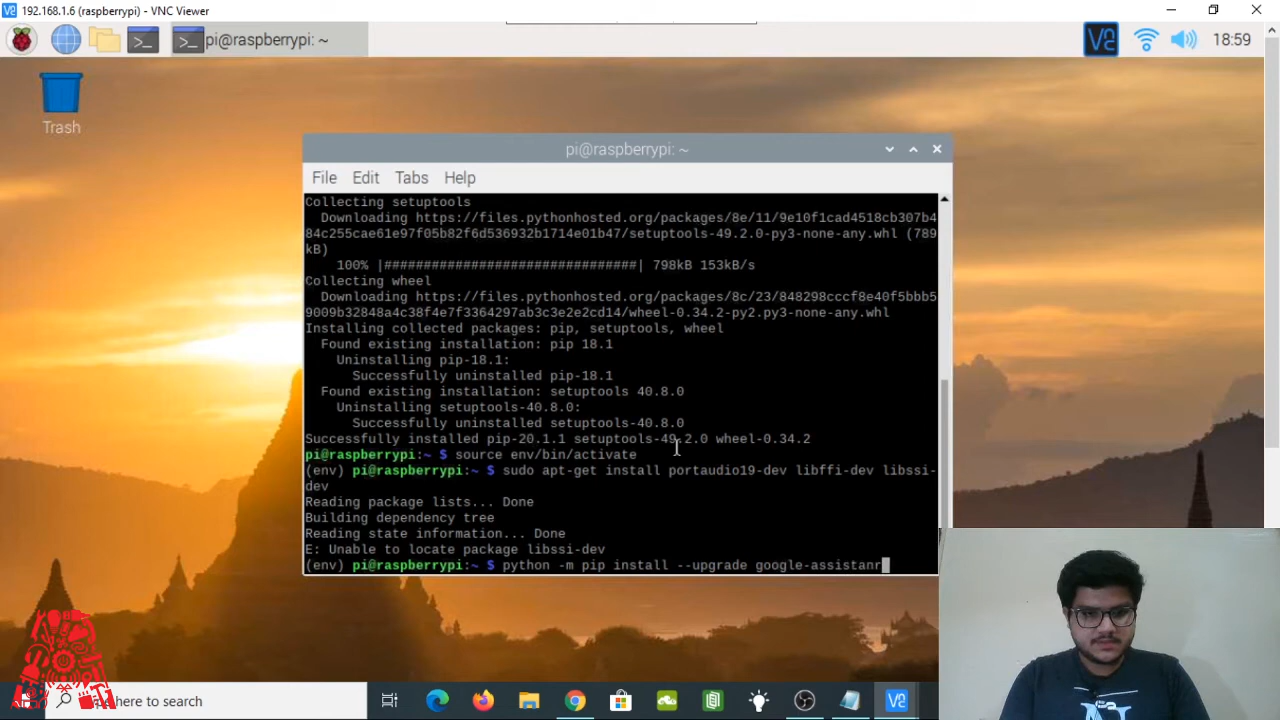 192.168.1.6 (raspberrypi) - VNC Viewer
pi@raspberrypi: ~
18:59
Trash
pi@raspberrypi: ~
File Edit Tabs Help
Collecting setuptools
Downloading https://files.pythonhosted.org/packages/8e/11/9e10f1cad4518cb307b4
84c255cae61e97f05b82f6d536932b1714e01b47/setuptools-49.2.0-py3-none-any.whl (789
kB)
100% |################################| 798kB 153kB/s
Collecting wheel
Downloading https://files.pythonhosted.org/packages/8c/23/848298cccf8e40f5bbb5
9009b32848a4c38f4e7f3364297ab3c3e2e2cd14/wheel-0.34.2-py2.py3-none-any.whl
Installing collected packages: pip, setuptools, wheel
Found existing installation: pip 18.1
Uninstalling pip-18.1:
Successfully uninstalled pip-18.1
Found existing installation: setuptools 40.8.0
Uninstalling setuptools-40.8.0:
Successfully uninstalled setuptools-40.8.0
Successfully installed pip-20.1.1 setuptools-49.2.0 wheel-0.34.2
pi@raspberrypi:~ $ source env/bin/activate
(env) pi@raspberrypi:~ $ sudo apt-get install portaudio19-dev libffi-dev libssi-
dev
Reading package lists... Done
Building dependency tree
Reading state information... Done
E: Unable to locate package libssi-dev
(env) pi@raspberrypi:~ $ python -m pip install --upgrade google-assistanr
here to search